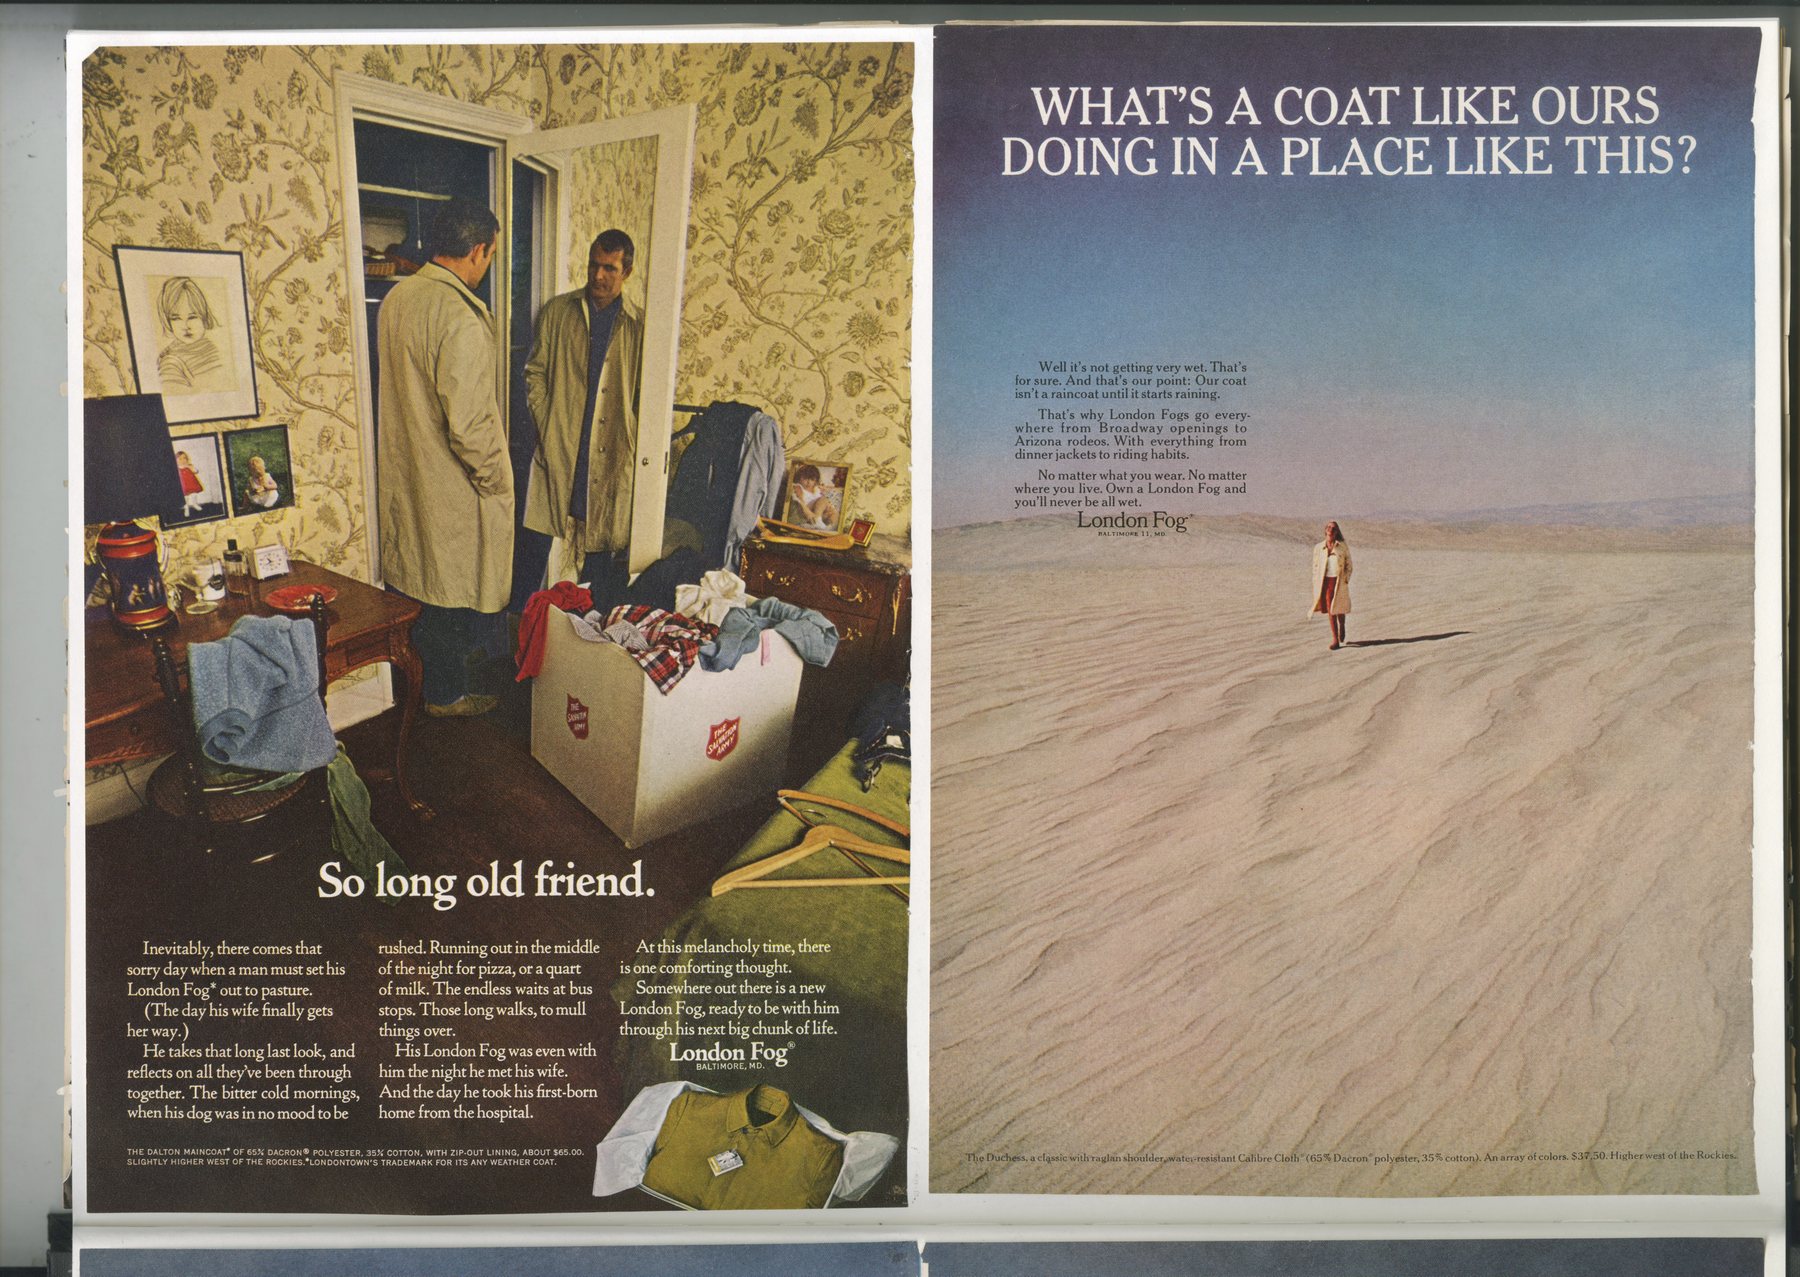 THE
SALVATION
ARMY
THE
SALVATION
ARMY
So long old friend.
Inevitably, there comes that
sorry day when a man must set his
London Fog* out to pasture.
(The day his wife finally gets
her way.)
He takes that long last look, and
reflects on all they've been through
together. The bitter cold mornings,
when his dog was in no mood to be
rushed. Running out in the middle
of the night for pizza, or a quart
of milk. The endless waits at bus
stops. Those long walks, to mull
things over.
His London Fog was even with
him the night he met his wife.
And the day he took his first-born
home from the hospital.
At this melancholy time, there
is one comforting thought.
Somewhere out there is a new
London Fog, ready to be with him
through his next big chunk of life.
London Fog®
BALTIMORE, MD.
THE DALTON MAINCOAT* OF 65% DACRON® POLYESTER, 35% COTTON, WITH ZIP-OUT LINING, ABOUT $65.00.
SLIGHTLY HIGHER WEST OF THE ROCKIES. *LONDONTOWN'S TRADEMARK FOR ITS ANY WEATHER COAT.
WHAT'S A COAT LIKE OURS
DOING IN A PLACE LIKE THIS?
Well it's not getting very wet. That's
for sure. And that's our point: Our coat
isn't a raincoat until it starts raining.
That's why London Fogs go every-
where from Broadway openings to
Arizona rodeos. With everything from
dinner jackets to riding habits.
No matter what you wear. No matter
where you live. Own a London Fog and
you'll never be all wet.
London Fog®
BALTIMORE 11, MD.
The Duchess, a classic with raglan shoulder, water-resistant Calibre Cloth® (65% Dacron® polyester, 35% cotton). An array of colors. $37.50. Higher west of the Rockies.